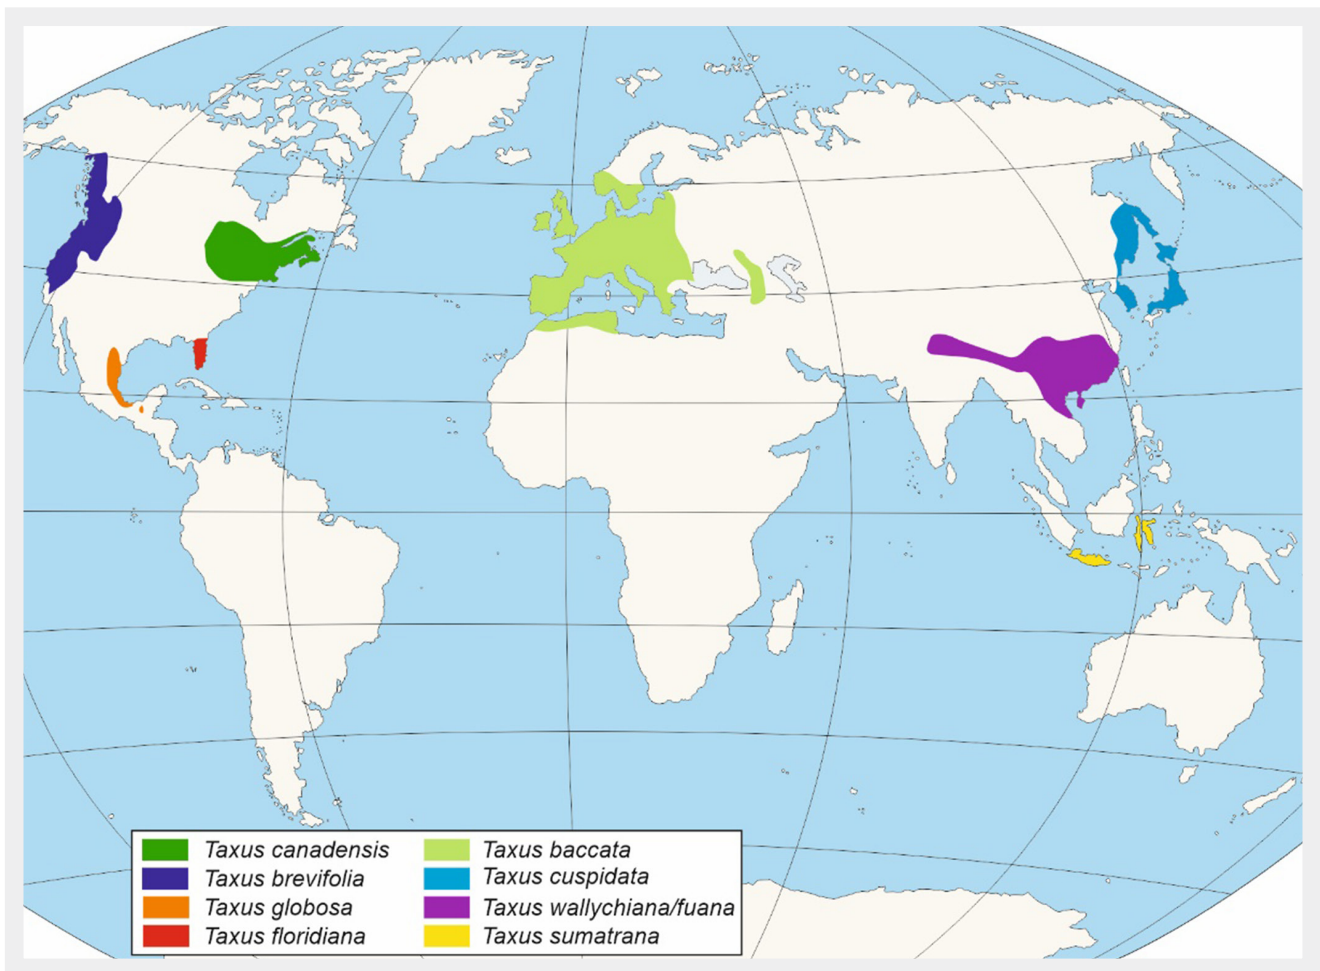 Taxus canadensis
Taxus brevifolia
Taxus globosa
Taxus floridiana
Taxus baccata
Taxus cuspidata
Taxus wallychiana/fuana
Taxus sumatrana